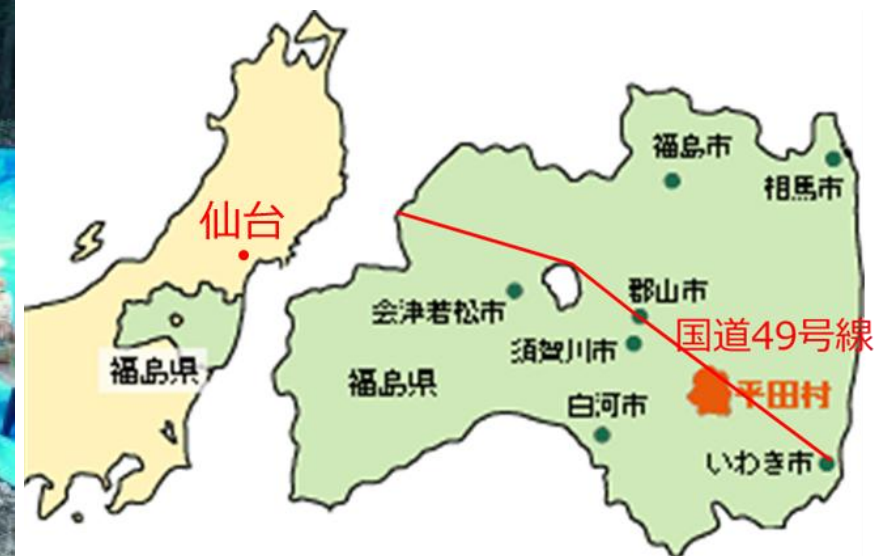 仙台
福島県
福島市
相馬市
会津若松市
郡山市
須賀川市
国道49号線
福島県
白河市
平田村
いわき市